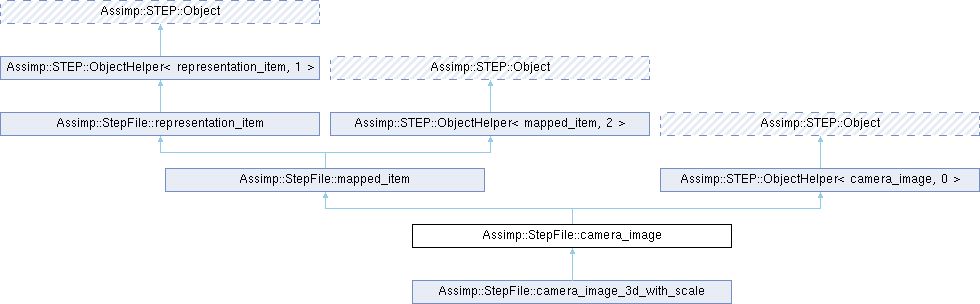 Assimp::STEP::Object
Assimp::STEP::ObjectHelper< representation_item, 1 >
Assimp::STEP::Object
Assimp::StepFile::representation_item
Assimp::STEP::ObjectHelper< mapped_item, 2 >
Assimp::STEP::Object
Assimp::StepFile::mapped_item
Assimp::STEP::ObjectHelper< camera_image, 0 >
Assimp::StepFile::camera_image
Assimp::StepFile::camera_image_3d_with_scale